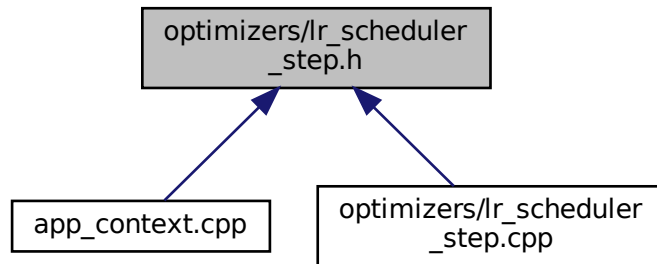 optimizers/lr_scheduler
_step.h
app_context.cpp
optimizers/lr_scheduler
_step.cpp